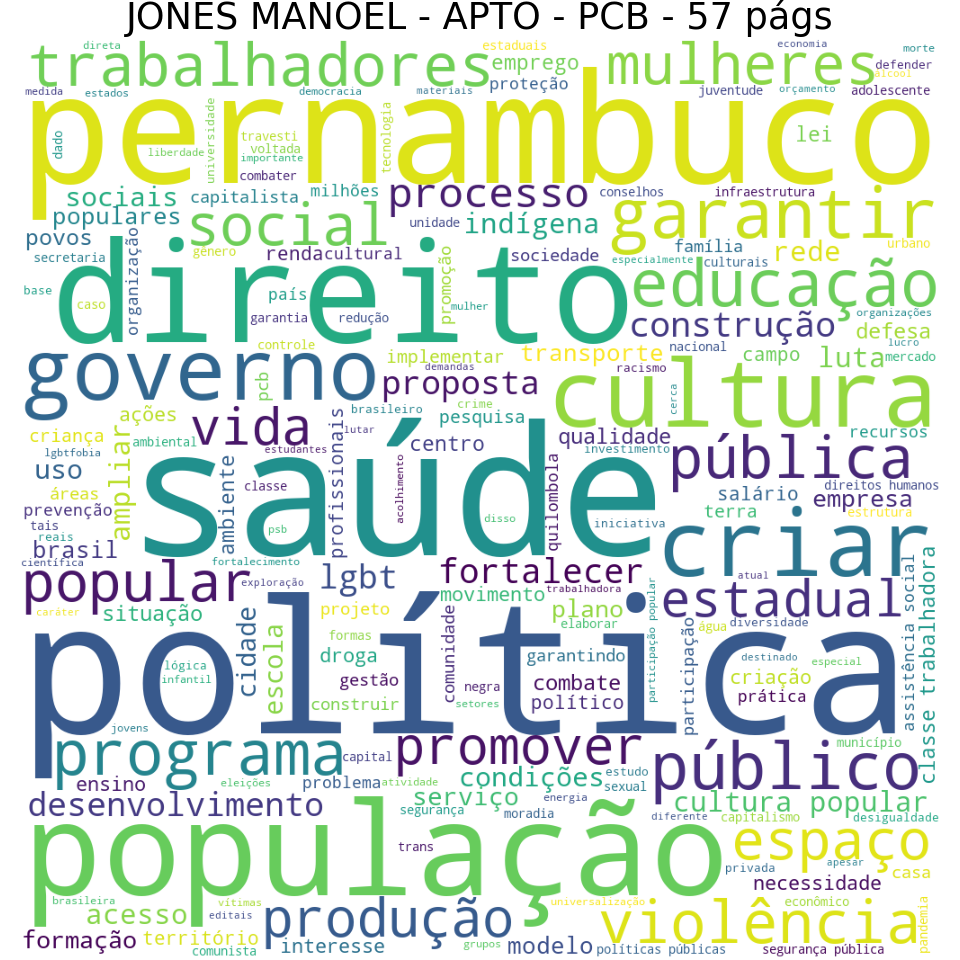 JONES MANOEL - APTO - PCB - 57 págs
direta
estaduais
economia
morte
trabalhadores
emprego
mulheres
defender
álcool
medida
estados
democracia
materiais
proteção
juventude
orçamento
adolescente
pernambuco
dado
liberdade
universidade
travesti
voltada
importante
combater
tecnologia
lei
sociais
capitalista
milhões
processo
conselhos
infraestrutura
populares
social
unidade
indígena
garantir
povos
secretaria
gênero
renda
cultural
sociedade
família
rede
urbano
especialmente
culturais
organização
promoção
mulher
base
caso
país
direito
educação
garantia
redução
construção
organizações
defesa
controle
nacional
lucro
governo
implementar
demandas
transporte
racismo
campo
luta
mercado
pcb
proposta
cultura
cerca
ações
vida
brasileiro
crime
pesquisa
criança
lgbtfobia
ambiental
lutar
estudantes
centro
qualidade
investimento
pública
recursos
uso
ampliar
ambiente
profissionais
classe
acolhimento
saúde
quilombola
direitos humanos
áreas
prevenção
salário
empresa
terra
estrutura
tais
reais
psb
disso
iniciativa
criar
brasil
científica
fortalecimento
popular
exploração
lgbt
fortalecer
trabalhadora
atual
caráter
situação
projeto
movimento
plano
elaborar
estadual
participação popular
água
diversidade
assistência social
classe trabalhadora
cidade
escola
formas
política
lógica
infantil
droga
comunidade
garantindo
participação
destinado
especial
gestão
negra
combate
criação
prática
construir
setores
político
jovens
programa
capital
promover
público
município
ensino
eleições
problema
atividade
condições
estudo
sexual
desenvolvimento
serviço
energia
segurança
moradia
cultura popular
diferente
capitalismo
desigualdade
população
trans
espaço
privada
apesar
casa
necessidade
econômico
brasileira
vítimas
universalização
acesso
editais
produção
violência
pandemia
formação
território
comunista
interesse
grupos
modelo
políticas públicas
segurança pública